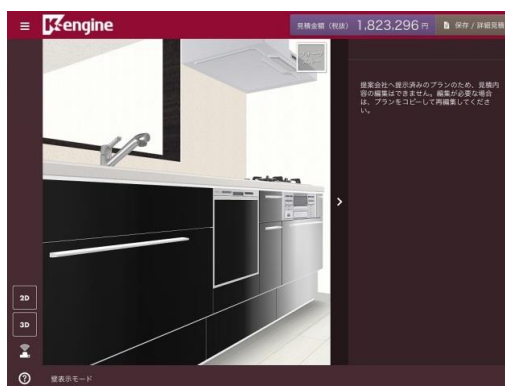 K-engine
見積金額（税抜） 1,823,296 円
保存 / 詳細見積
提案会社へ提示済みのプランのため、見積内
容の編集はできません。編集が必要な場合
は、プランをコピーして再編集してくださ
い。
2D
3D
?
壁表示モード